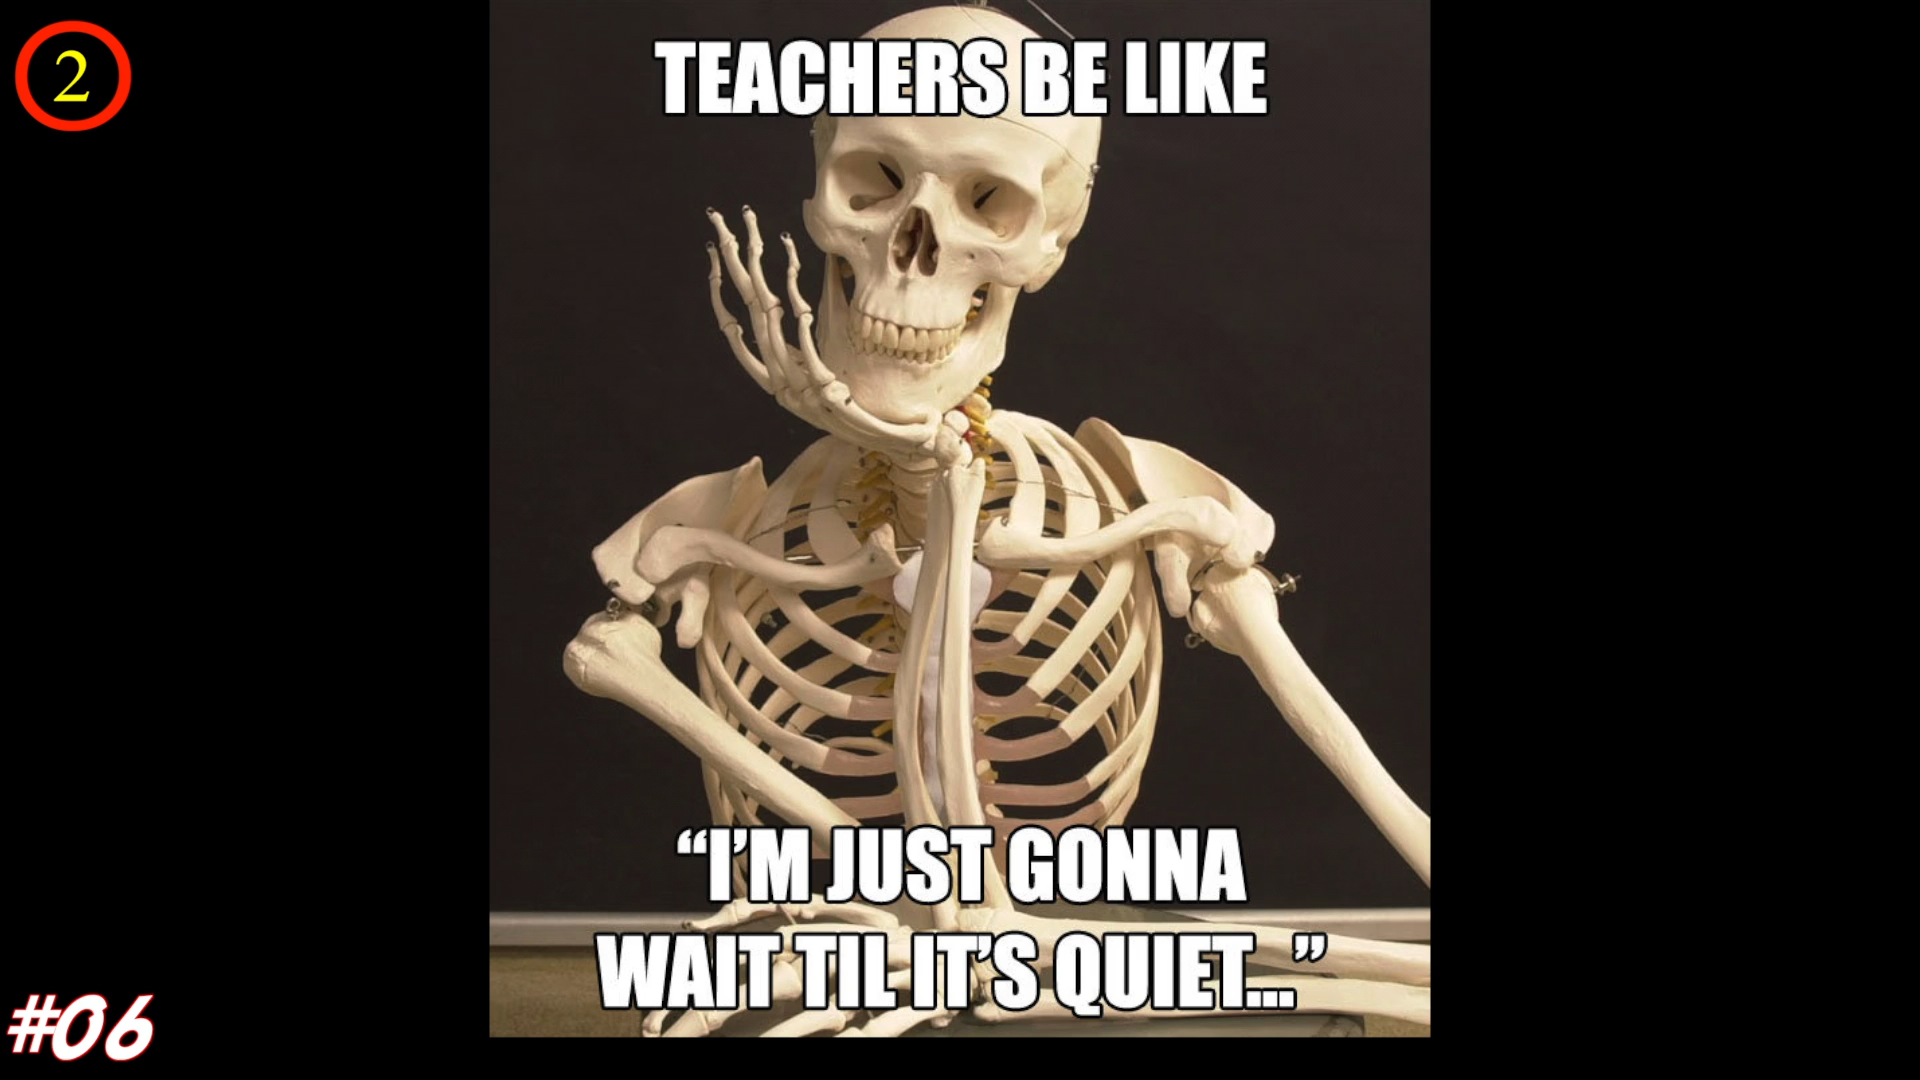 2
TEACHERS BE LIKE
“I'M JUST GONNA
WAIT TIL IT'S QUIET...”
#06